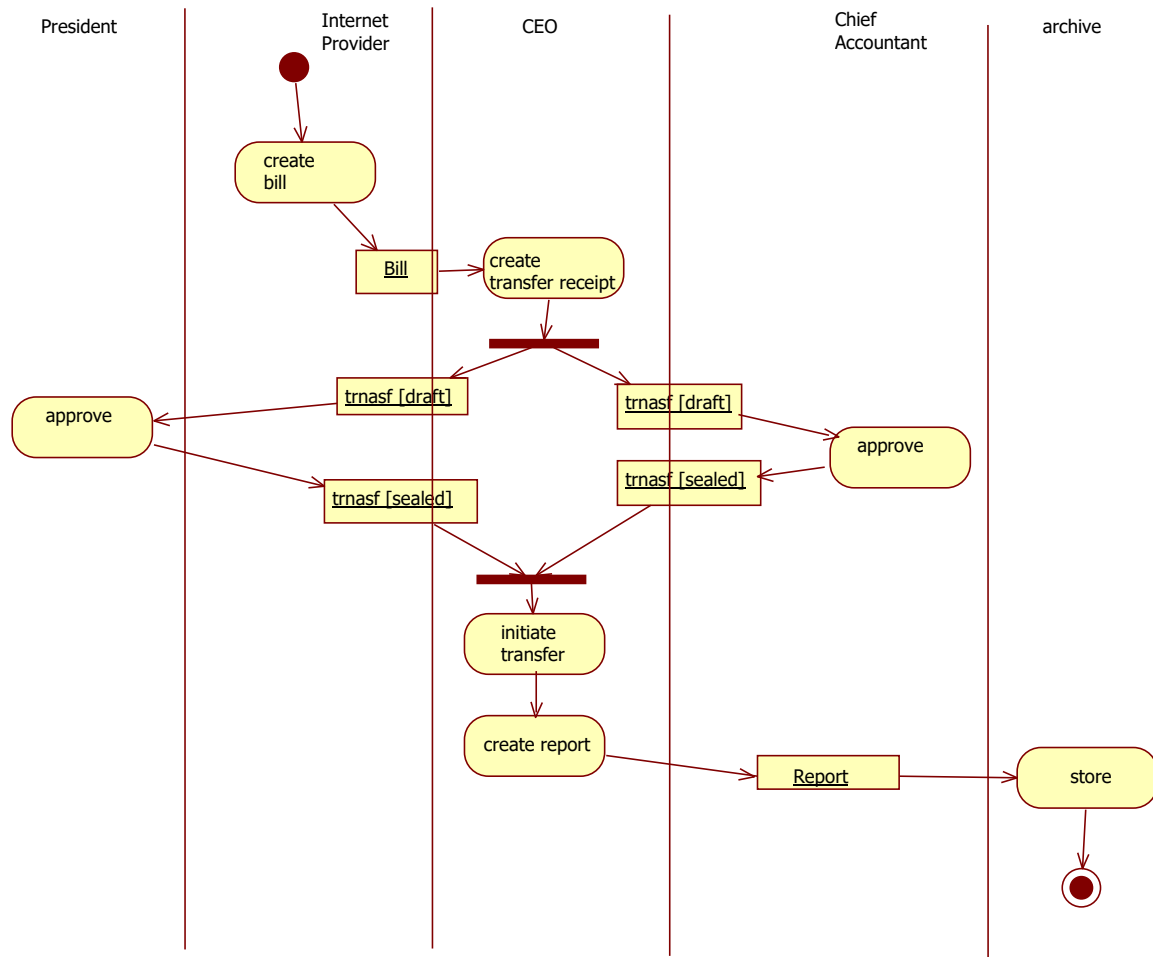 President
Internet
Provider
CEO
Chief
Accountant
archive
create
bill
Bill
create
transfer receipt
trnasf [draft]
trnasf [draft]
approve
approve
trnasf [sealed]
trnasf [sealed]
initiate
transfer
create report
Report
store